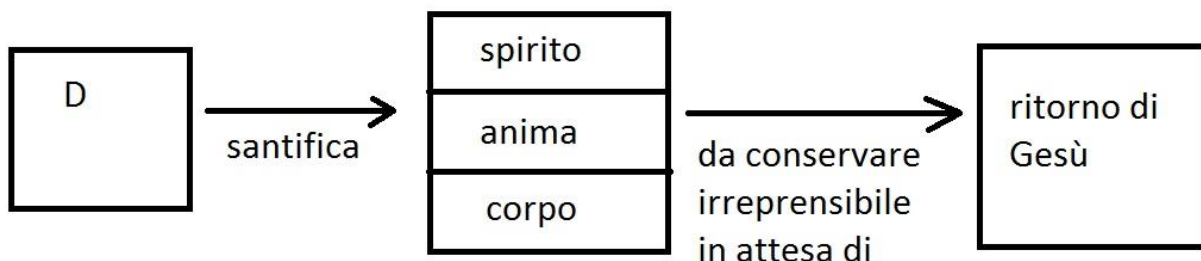 D
santifica
spirito
anima
corpo
da conservare
irreprensibile
in attesa di
ritorno di
Gesù